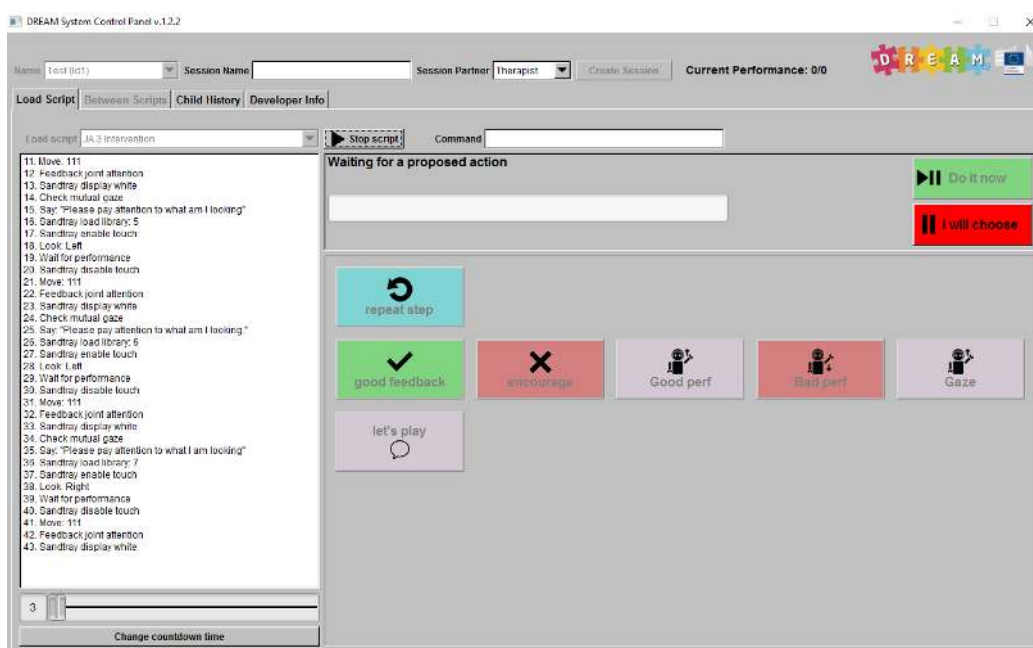 DREAM System Control Panel v.1.2.2
Name Test (Id1) Session Name Session Partner Therapist Create Session Current Performance: 0/0
D R E A M
Load Script Between Scripts Child History Developer Info
Load script JA 3 Intervention Stop script Command
11. Move: 111
12. Feedback joint attention
13. Sandtray display white
14. Check mutual gaze
15. Say: "Please pay attention to what am I looking"
16. Sandtray load library: 5
17. Sandtray enable touch
18. Look: Left
19. Wait for performance
20. Sandtray disable touch
21. Move: 111
22. Feedback joint attention
23. Sandtray display white
24. Check mutual gaze
25. Say: "Please pay attention to what am I looking."
26. Sandtray load library: 6
27. Sandtray enable touch
28. Look: Left
29. Wait for performance
30. Sandtray disable touch
31. Move: 111
32. Feedback joint attention
33. Sandtray display white
34. Check mutual gaze
35. Say: "Please pay attention to what I am looking"
36. Sandtray load library: 7
37. Sandtray enable touch
38. Look: Right
39. Wait for performance
40. Sandtray disable touch
41. Move: 111
42. Feedback joint attention
43. Sandtray display white
3
Change countdown time
Waiting for a proposed action
Do it now
I will choose
repeat step
good feedback encourage Good perf Bad perf Gaze
let's play